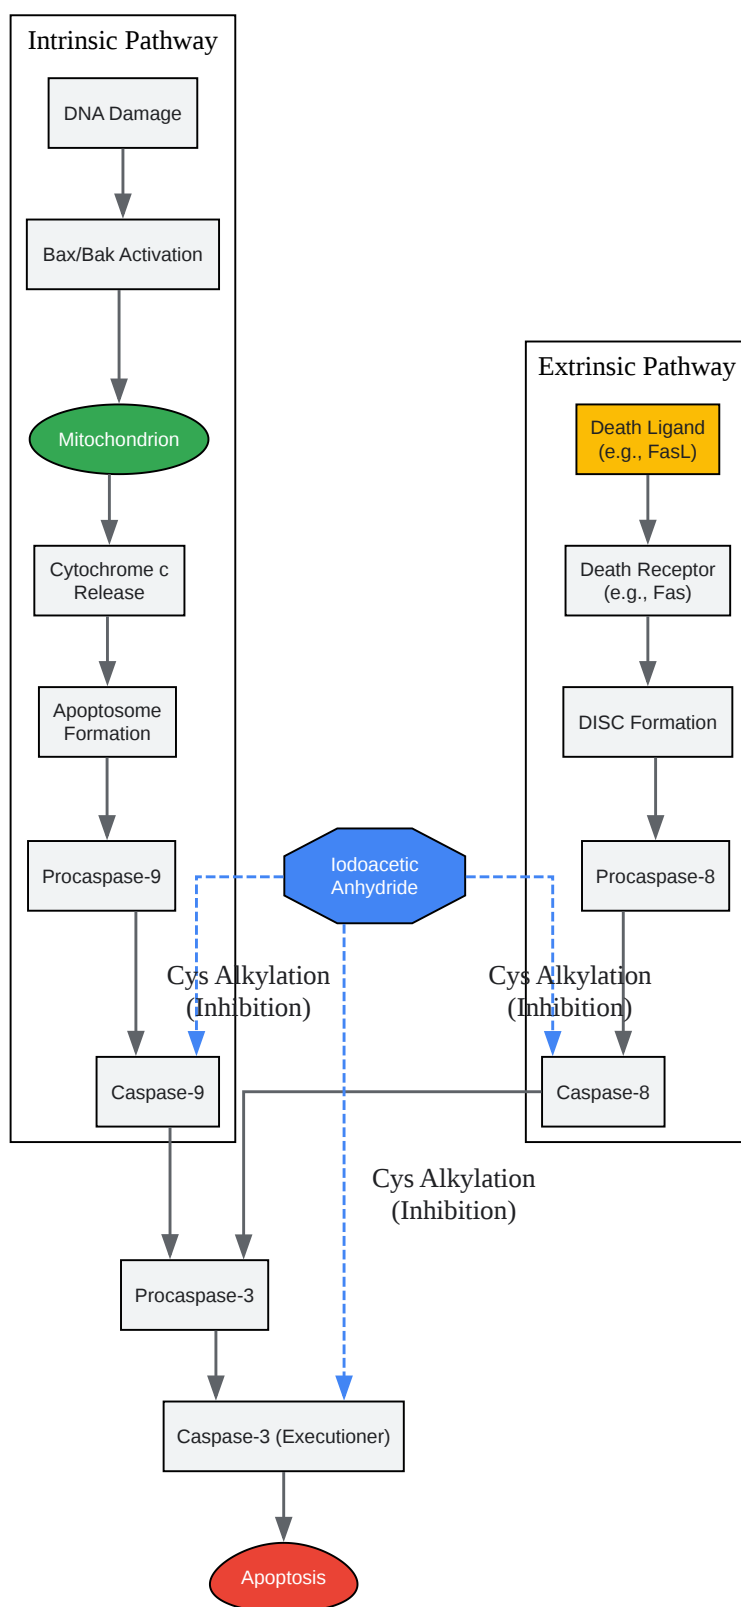 Intrinsic Pathway
DNA Damage
Bax/Bak Activation
Mitochondrion
Cytochrome c
Release
Apoptosome
Formation
Procaspase-9
Extrinsic Pathway
Death Ligand
(e.g., FasL)
Death Receptor
(e.g., Fas)
DISC Formation
Procaspase-8
Iodoacetic
Anhydride
Cys Alkylation
(Inhibition)
Cys Alkylation
(Inhibition)
Caspase-9
Caspase-8
Cys Alkylation
(Inhibition)
Procaspase-3
Caspase-3 (Executioner)
Apoptosis